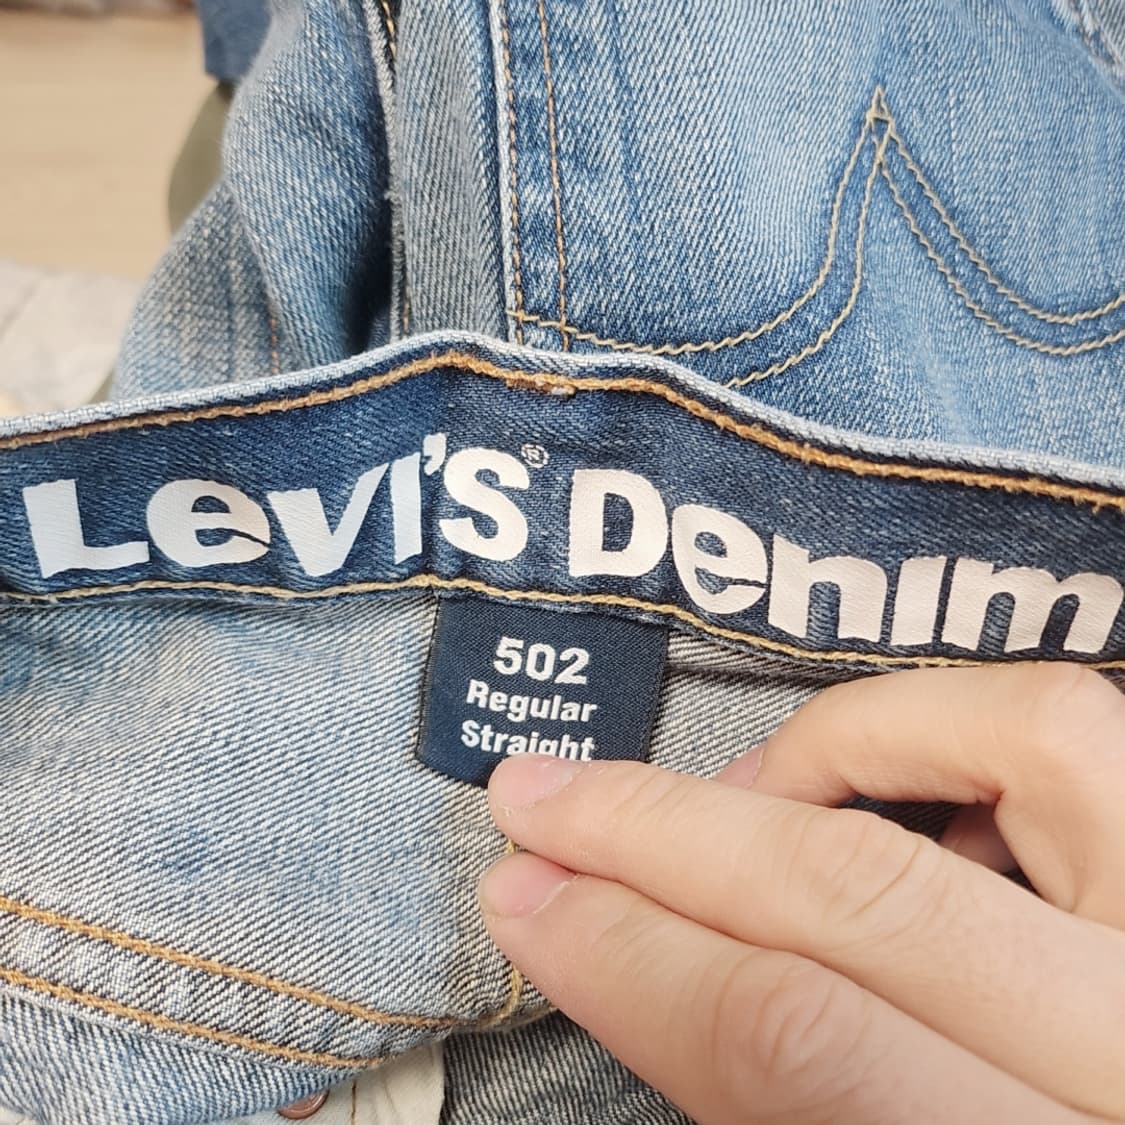 Levi's® Denim
502
Regular
Straight